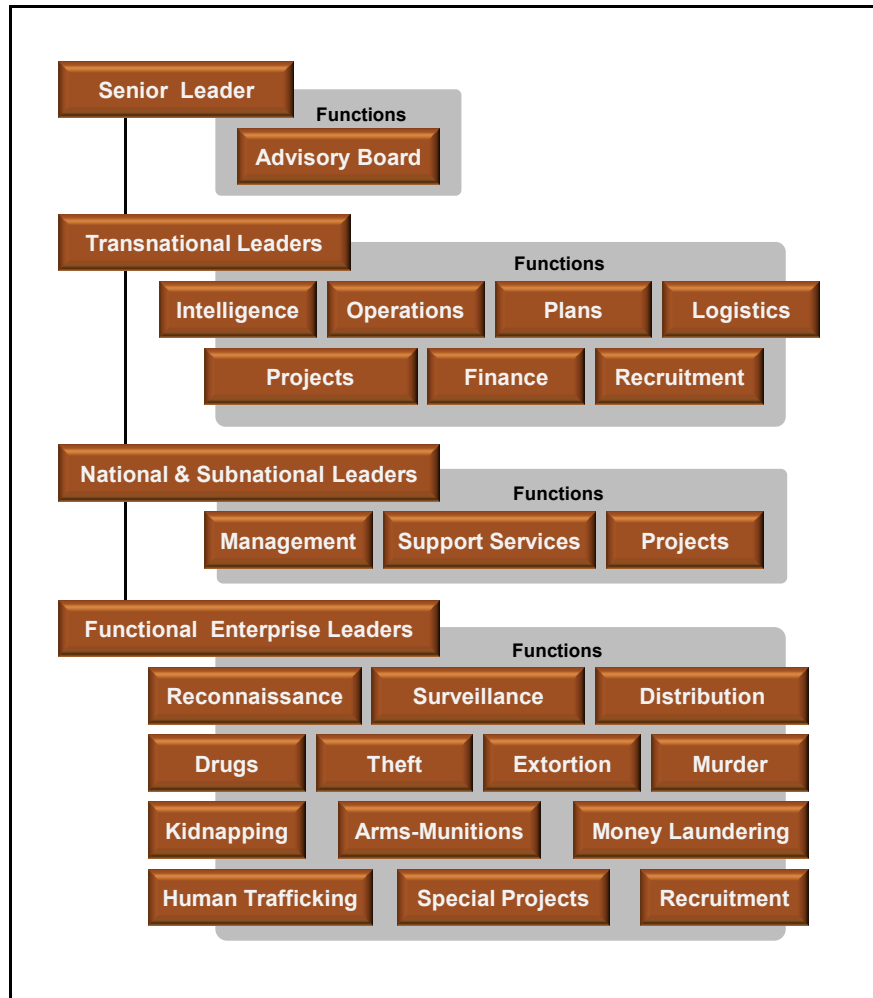 Senior Leader
Functions
Advisory Board
Transnational Leaders
Functions
Intelligence Operations Plans Logistics
Projects Finance Recruitment
National & Subnational Leaders
Functions
Management Support Services Projects
Functional Enterprise Leaders
Functions
Reconnaissance Surveillance Distribution
Drugs Theft Extortion Murder
Kidnapping Arms-Munitions Money Laundering
Human Trafficking Special Projects Recruitment